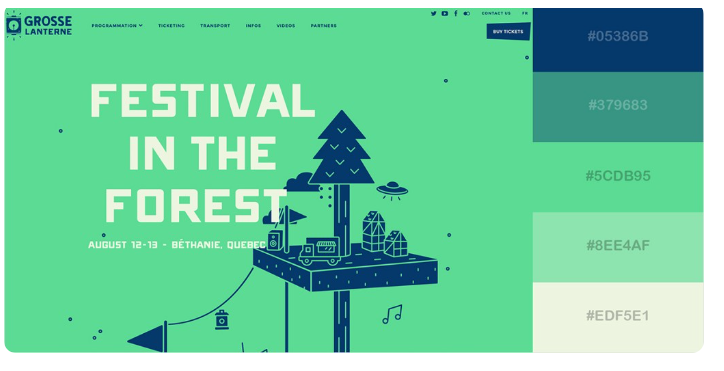 GROSSE
LANTERNE
PROGRAMMATION
TICKETING
TRANSPORT
INFOS
VIDEOS
PARTNERS
CONTACT US
FR
BUY TICKETS
FESTIVAL
IN THE
FOREST
AUGUST 12-13 - BÉTHANIE, QUEBEC
#05386B
#379683
#5CDB95
#8EE4AF
#EDF5E1